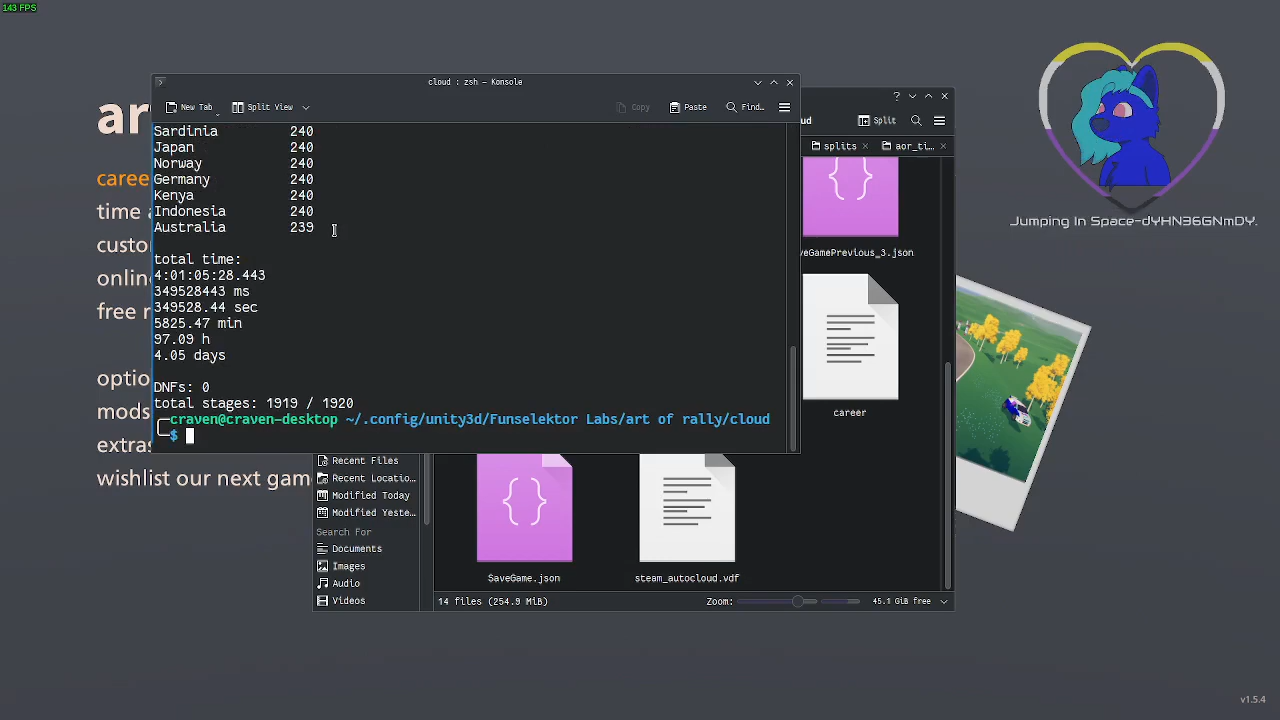 143 FPS
cloud : zsh — Konsole
New Tab
Split View
Copy
Paste
Find...
Sardinia 240
Japan 240
Norway 240
Germany 240
Kenya 240
Indonesia 240
Australia 239
total time:
4:01:05:28.443
349528443 ms
349528.44 sec
5825.47 min
97.09 h
4.05 days
DNFs: 0
total stages: 1919 / 1920
craven@craven-desktop ~/.config/unity3d/Funselektor Labs/art of rally/cloud
$
ar
caree
time a
custo
online
free r
optio
mods
extras
wishlist our next gam
?
ud
Split
splits
aor_ti...
veGamePrevious_3.json
career
Recent Files
Recent Locatio...
Modified Today
Modified Yeste...
Search For
Documents
Images
Audio
Videos
SaveGame.json
steam_autocloud.vdf
14 files (254.9 MiB)
Zoom:
45.1 GiB free
Jumping In Space-dYHN36GNmDY.
v1.5.4